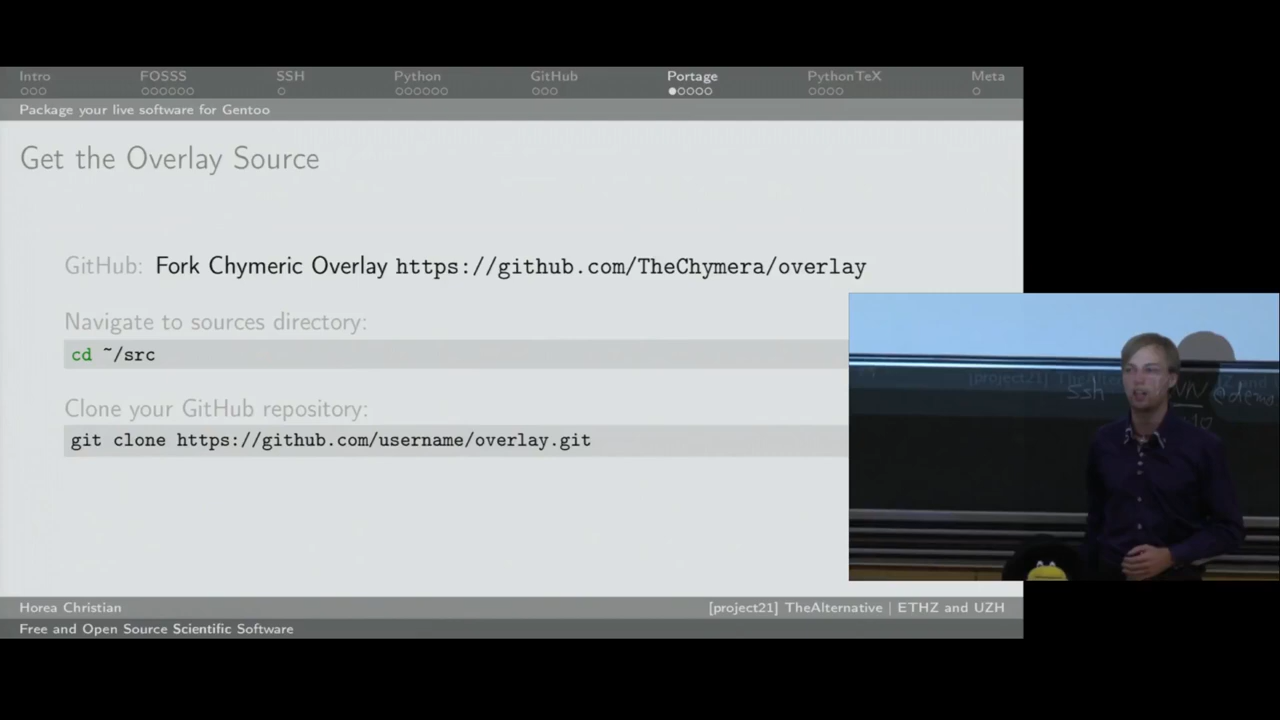 Intro FOSSS SSH Python GitHub Portage PythonTeX Meta
Package your live software for Gentoo
Get the Overlay Source
GitHub: Fork Chymeric Overlay https://github.com/TheChymera/overlay
Navigate to sources directory:
cd ~/src
Clone your GitHub repository:
git clone https://github.com/username/overlay.git
[project21]
ssh
Horea Christian [project21] TheAlternative | ETHZ and UZH
Free and Open Source Scientific Software